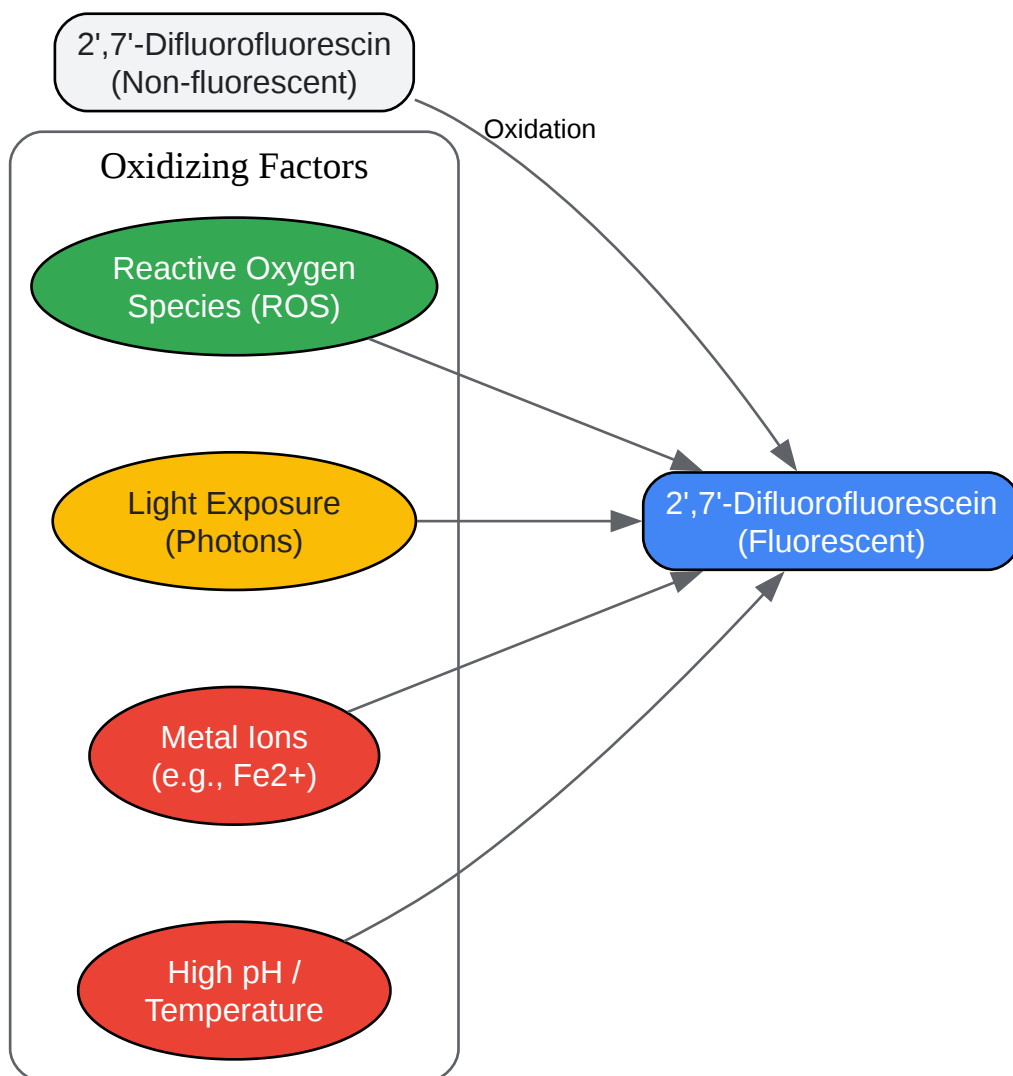 2',7'-Difluorofluorescin
(Non-fluorescent)
Oxidation
Oxidizing Factors
Reactive Oxygen
Species (ROS)
Light Exposure
(Photons)
2',7'-Difluorofluorescein
(Fluorescent)
Metal Ions
(e.g., Fe2+)
High pH /
Temperature